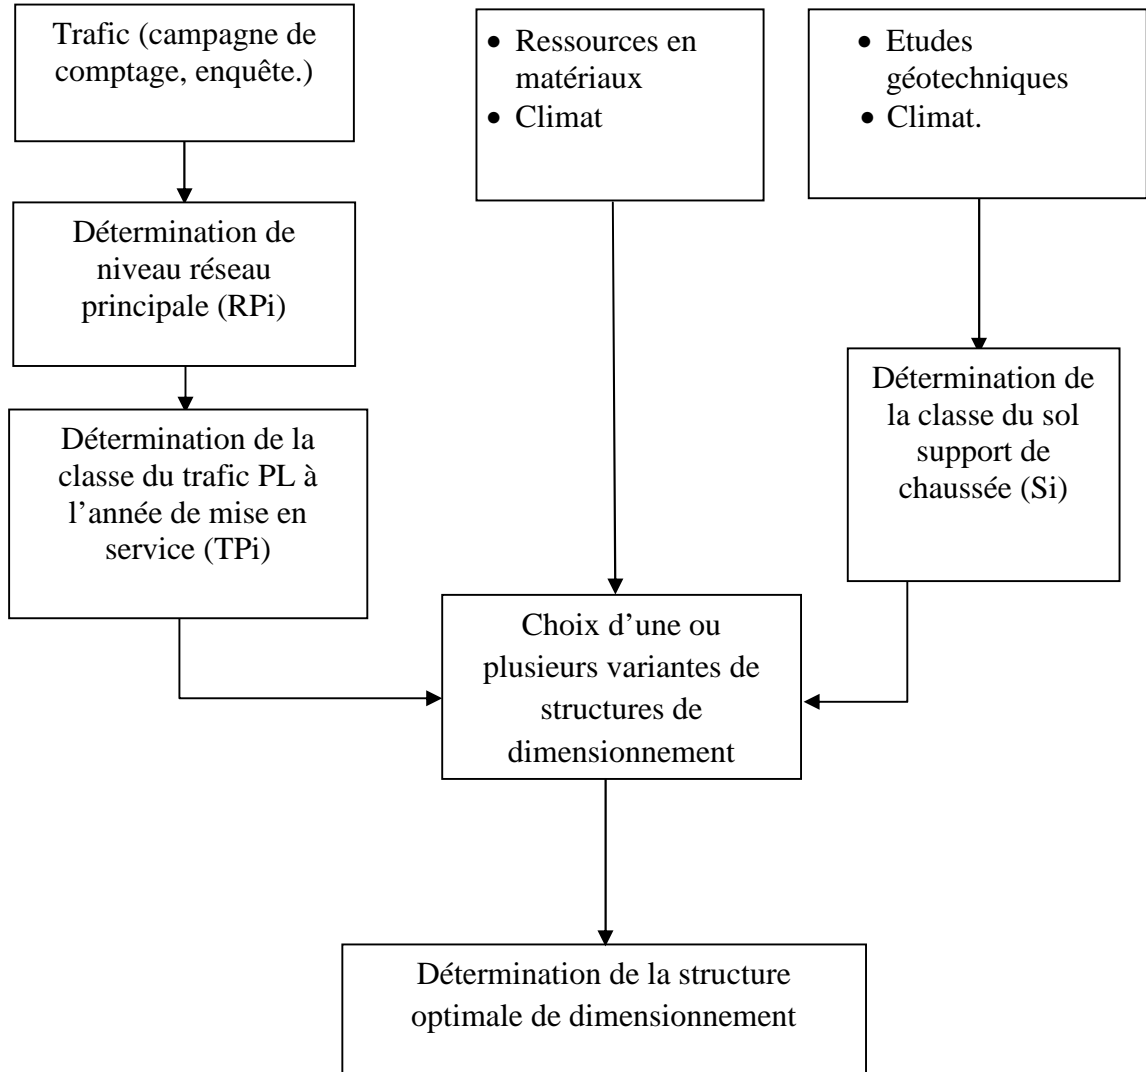 Trafic (campagne de
comptage, enquête.)
• Ressources en
matériaux
• Climat
• Etudes
géotechniques
• Climat.
Détermination de
niveau réseau
principale (RPi)
Détermination de la
classe du trafic PL à
l’année de mise en
service (TPi)
Détermination de
la classe du sol
support de
chaussée (Si)
Choix d’une ou
plusieurs variantes de
structures de
dimensionnement
Détermination de la structure
optimale de dimensionnement